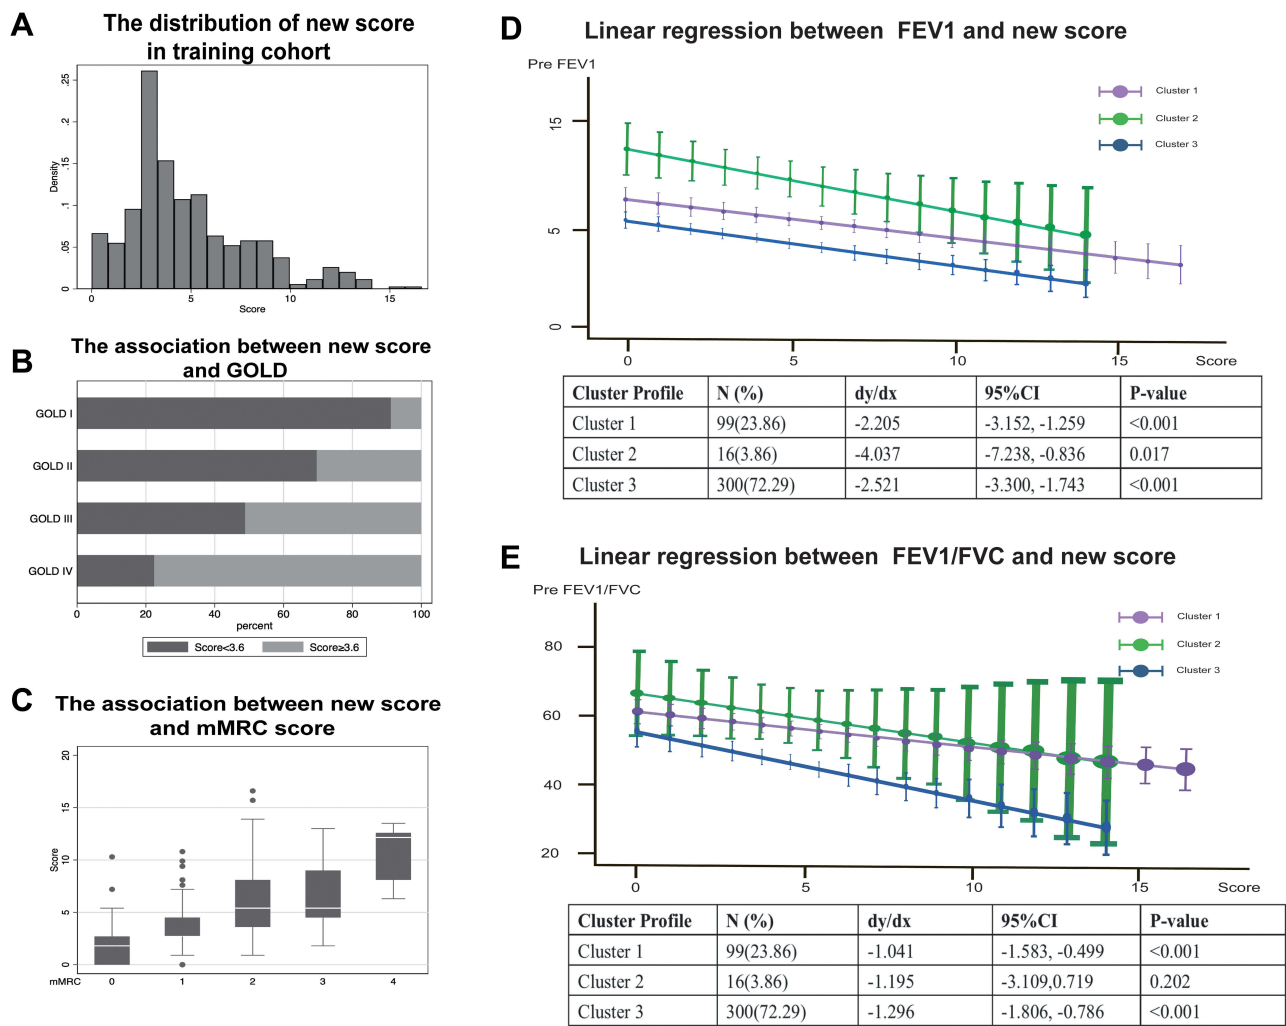 A
The distribution of new score
in training cohort
.25
.2
.15
.1
.05
0
Density
0 5 10 15
Score
B
The association between new score
and GOLD
GOLD I
GOLD II
GOLD III
GOLD IV
0 20 40 60 80 100
percent
Score<3.6 Score≥3.6
C
The association between new score
and mMRC score
20
15
10
5
0
Score
mMRC 0 1 2 3 4
D
Linear regression between FEV1 and new score
Pre FEV1
15
5
0
Cluster 1
Cluster 2
Cluster 3
0 5 10 15 Score
Cluster Profile N (%) dy/dx 95%CI P-value
Cluster 1 99(23.86) -2.205 -3.152, -1.259 <0.001
Cluster 2 16(3.86) -4.037 -7.238, -0.836 0.017
Cluster 3 300(72.29) -2.521 -3.300, -1.743 <0.001
E
Linear regression between FEV1/FVC and new score
Pre FEV1/FVC
80
60
40
20
Cluster 1
Cluster 2
Cluster 3
0 5 10 15 Score
Cluster Profile N (%) dy/dx 95%CI P-value
Cluster 1 99(23.86) -1.041 -1.583, -0.499 <0.001
Cluster 2 16(3.86) -1.195 -3.109,0.719 0.202
Cluster 3 300(72.29) -1.296 -1.806, -0.786 <0.001